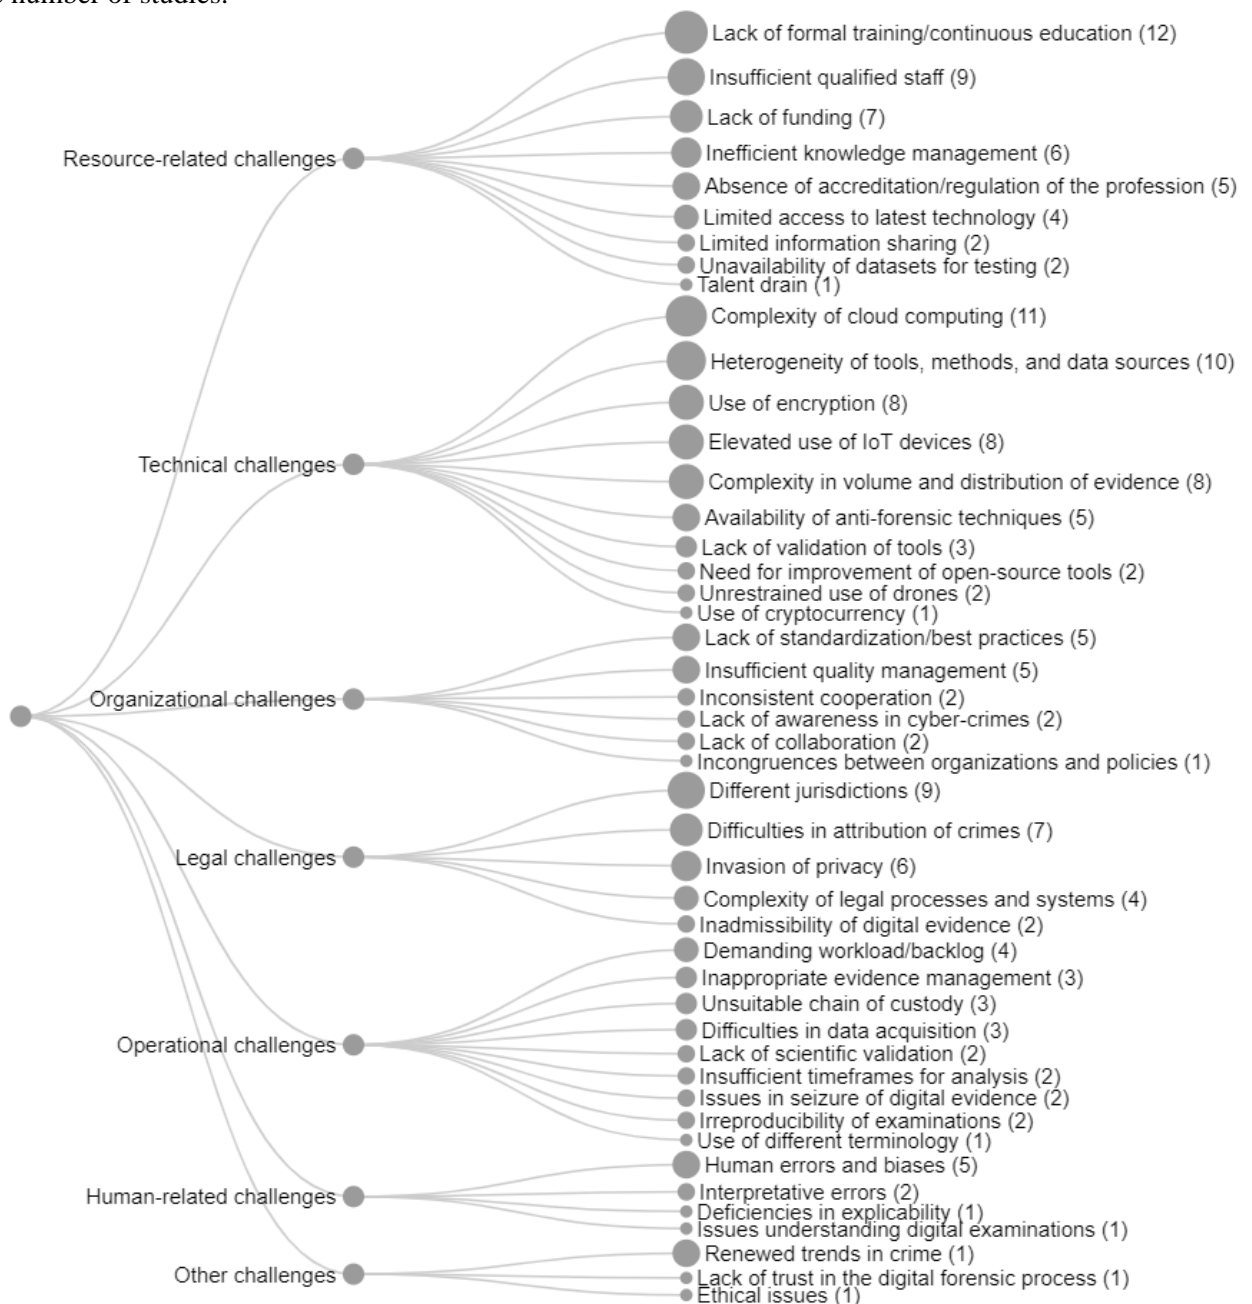 number of studies.
Resource-related challenges
Lack of formal training/continuous education (12)
Insufficient qualified staff (9)
Lack of funding (7)
Inefficient knowledge management (6)
Absence of accreditation/regulation of the profession (5)
Limited access to latest technology (4)
Limited information sharing (2)
Unavailability of datasets for testing (2)
Talent drain (1)
Technical challenges
Complexity of cloud computing (11)
Heterogeneity of tools, methods, and data sources (10)
Use of encryption (8)
Elevated use of IoT devices (8)
Complexity in volume and distribution of evidence (8)
Availability of anti-forensic techniques (5)
Lack of validation of tools (3)
Need for improvement of open-source tools (2)
Unrestrained use of drones (2)
Use of cryptocurrency (1)
Organizational challenges
Lack of standardization/best practices (5)
Insufficient quality management (5)
Inconsistent cooperation (2)
Lack of awareness in cyber-crimes (2)
Lack of collaboration (2)
Incongruences between organizations and policies (1)
Legal challenges
Different jurisdictions (9)
Difficulties in attribution of crimes (7)
Invasion of privacy (6)
Complexity of legal processes and systems (4)
Inadmissibility of digital evidence (2)
Operational challenges
Demanding workload/backlog (4)
Inappropriate evidence management (3)
Unsuitable chain of custody (3)
Difficulties in data acquisition (3)
Lack of scientific validation (2)
Insufficient timeframes for analysis (2)
Issues in seizure of digital evidence (2)
Irreproducibility of examinations (2)
Use of different terminology (1)
Human-related challenges
Human errors and biases (5)
Interpretative errors (2)
Deficiencies in explicability (1)
Issues understanding digital examinations (1)
Other challenges
Renewed trends in crime (1)
Lack of trust in the digital forensic process (1)
Ethical issues (1)